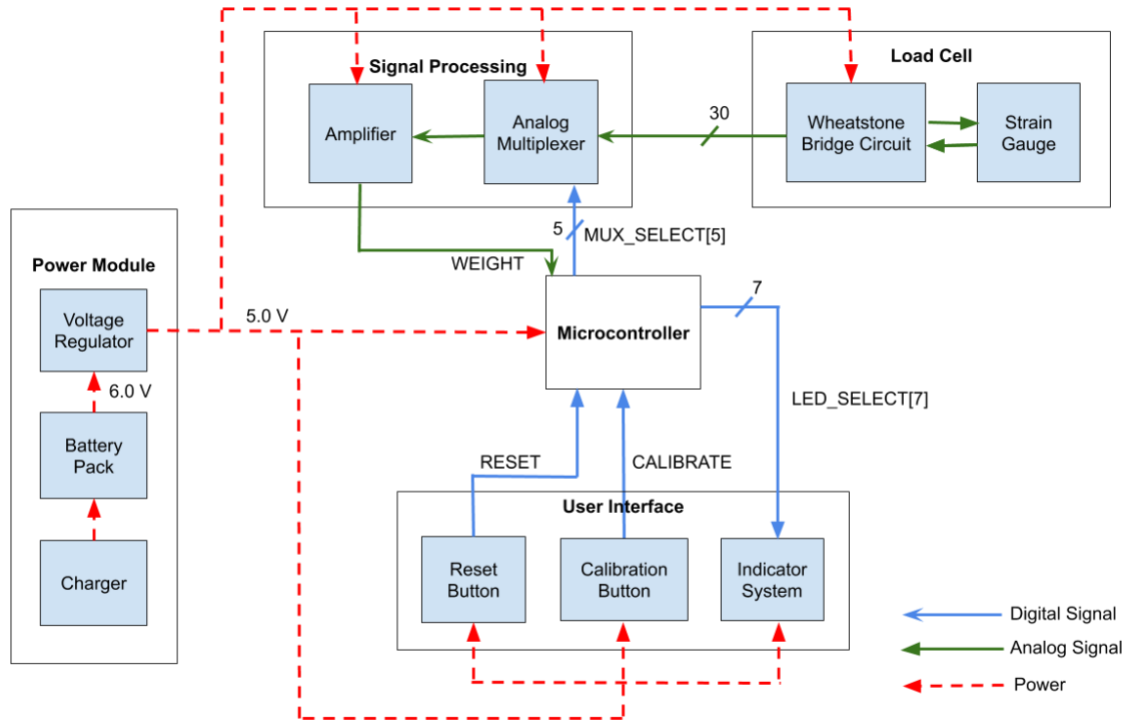 Signal Processing
Amplifier
Analog
Multiplexer
30
Load Cell
Wheatstone
Bridge Circuit
Strain
Gauge
5
MUX_SELECT[5]
WEIGHT
Power Module
Voltage
Regulator
5.0 V
6.0 V
Battery
Pack
Charger
Microcontroller
7
LED_SELECT[7]
RESET
CALIBRATE
User Interface
Reset
Button
Calibration
Button
Indicator
System
Digital Signal
Analog Signal
Power